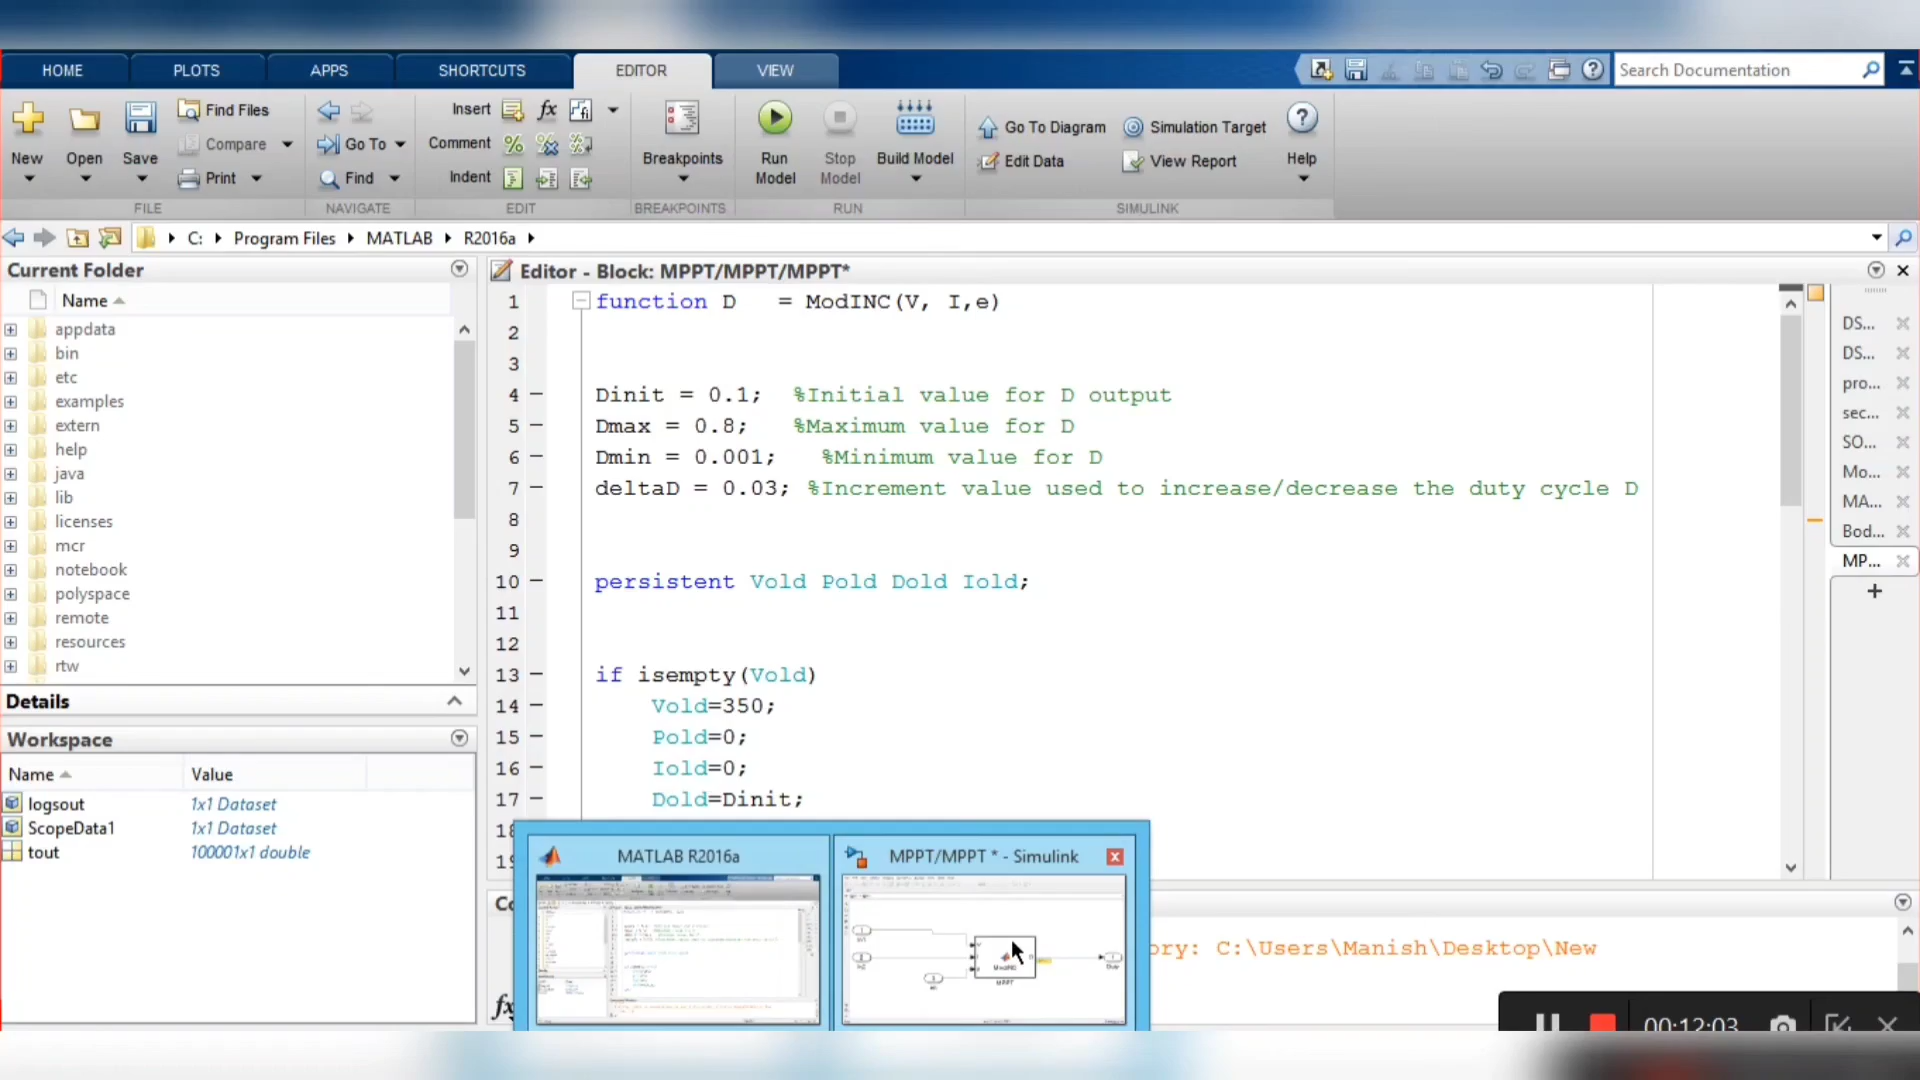 HOME PLOTS APPS SHORTCUTS EDITOR VIEW Search Documentation
New Open Save Find Files Compare Print
FILE
Go To Find
NAVIGATE
Insert fx
Comment
Indent
EDIT
Breakpoints
BREAKPOINTS
Run Model Stop Model Build Model
RUN
Go To Diagram Simulation Target
Edit Data View Report
Help
SIMULINK
C: Program Files MATLAB R2016a
Current Folder
Name
appdata
bin
etc
examples
extern
help
java
lib
licenses
mcr
notebook
polyspace
remote
resources
rtw
Details
Workspace
Name Value
logsout 1x1 Dataset
ScopeData1 1x1 Dataset
tout 100001x1 double
Editor - Block: MPPT/MPPT/MPPT*
1 function D = ModINC(V, I,e)
2
3
4 Dinit = 0.1; %Initial value for D output
5 Dmax = 0.8; %Maximum value for D
6 Dmin = 0.001; %Minimum value for D
7 deltaD = 0.03; %Increment value used to increase/decrease the duty cycle D
8
9
10 persistent Vold Pold Dold Iold;
11
12
13 if isempty(Vold)
14 Vold=350;
15 Pold=0;
16 Iold=0;
17 Dold=Dinit;
DS...
DS...
pro...
sec...
SO...
Mo...
MA...
Bod...
MP...
MATLAB R2016a
MPPT/MPPT * - Simulink
ory: C:\Users\Manish\Desktop\New
fx
00:12:03